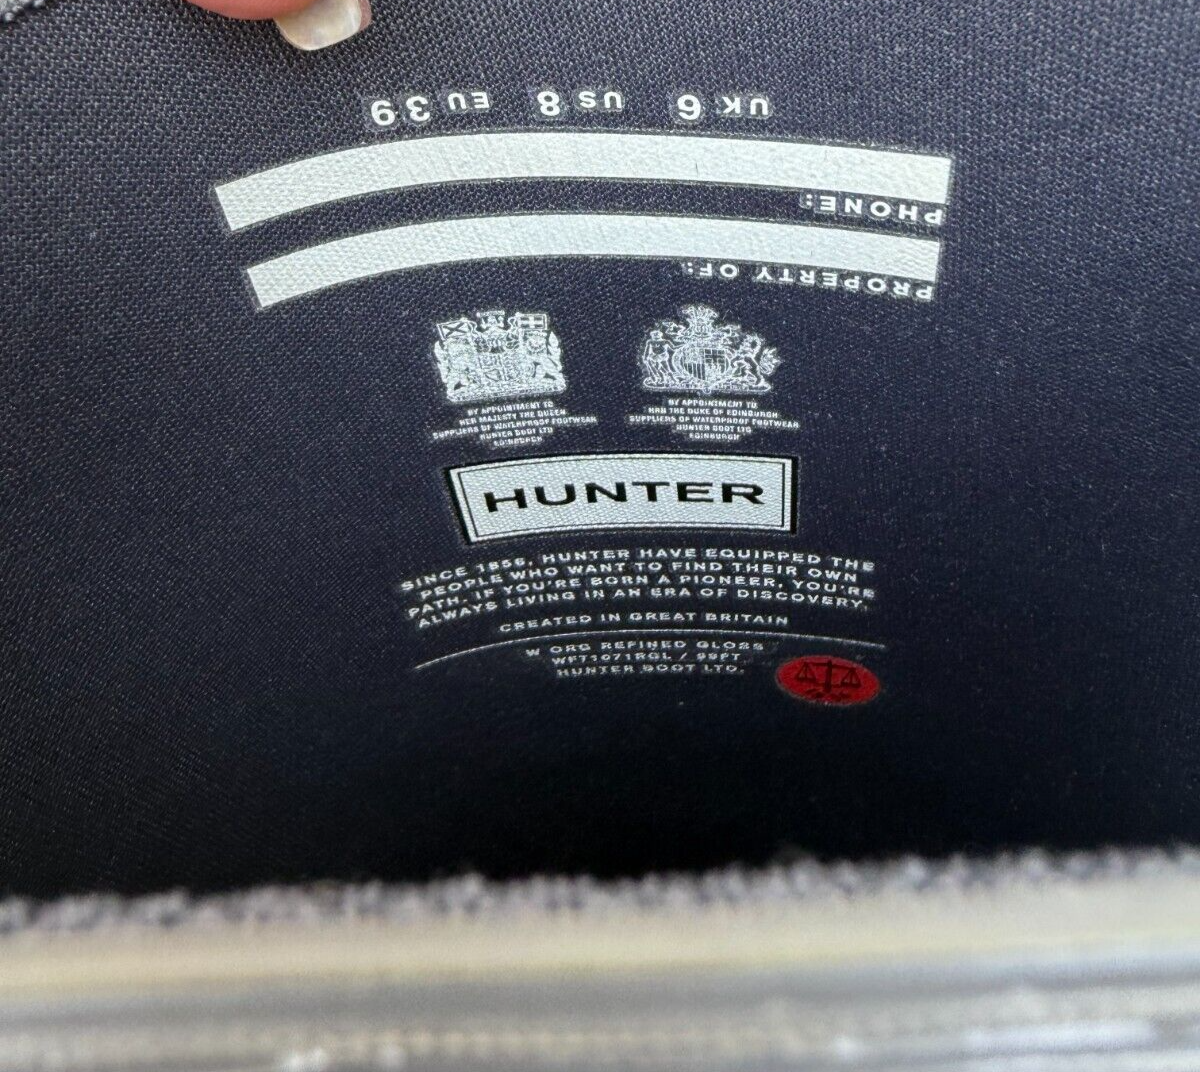 PROPERTY OF:
PHONE:
UK 6 US 8 EU 39
BY APPOINTMENT TO
HER MAJESTY THE QUEEN
SUPPLIERS OF WATERPROOF FOOTWEAR
HUNTER BOOT LTD
EDINBURGH
BY APPOINTMENT TO
HRH THE DUKE OF EDINBURGH
SUPPLIERS OF WATERPROOF FOOTWEAR
HUNTER BOOT LTD
EDINBURGH
HUNTER
SINCE 1856, HUNTER HAVE EQUIPPED THE
PEOPLE WHO WANT TO FIND THEIR OWN
PATH. IF YOU'RE BORN A PIONEER, YOU'RE
ALWAYS LIVING IN AN ERA OF DISCOVERY.
CREATED IN GREAT BRITAIN
W ORG REFINED GLOSS
WFT1071RGL /
HUNTER BOOT LTD.